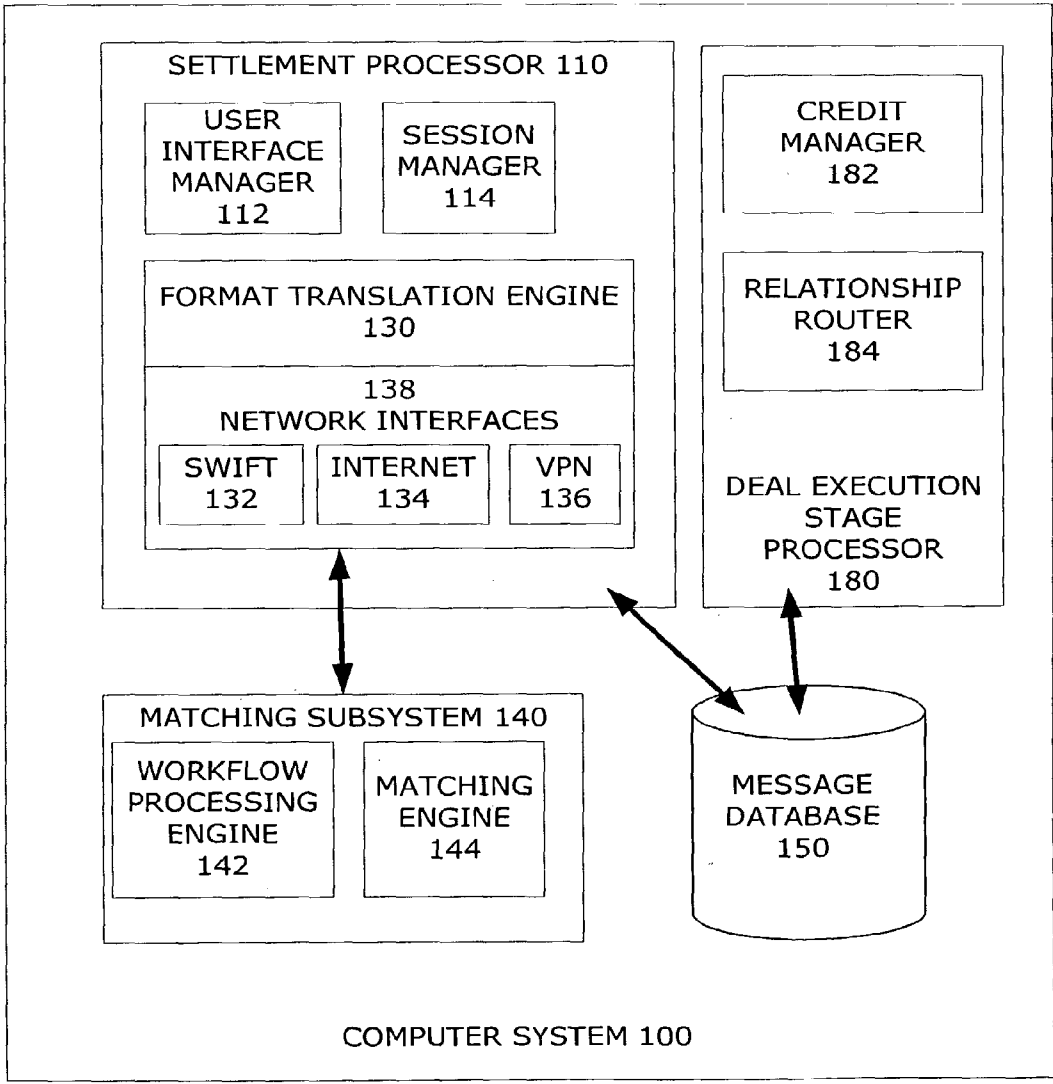 SETTLEMENT PROCESSOR 110
USER
INTERFACE
MANAGER
112
SESSION
MANAGER
114
FORMAT TRANSLATION ENGINE
130
138
NETWORK INTERFACES
SWIFT
132
INTERNET
134
VPN
136
CREDIT
MANAGER
182
RELATIONSHIP
ROUTER
184
DEAL EXECUTION
STAGE
PROCESSOR
180
MATCHING SUBSYSTEM 140
WORKFLOW
PROCESSING
ENGINE
142
MATCHING
ENGINE
144
MESSAGE
DATABASE
150
COMPUTER SYSTEM 100